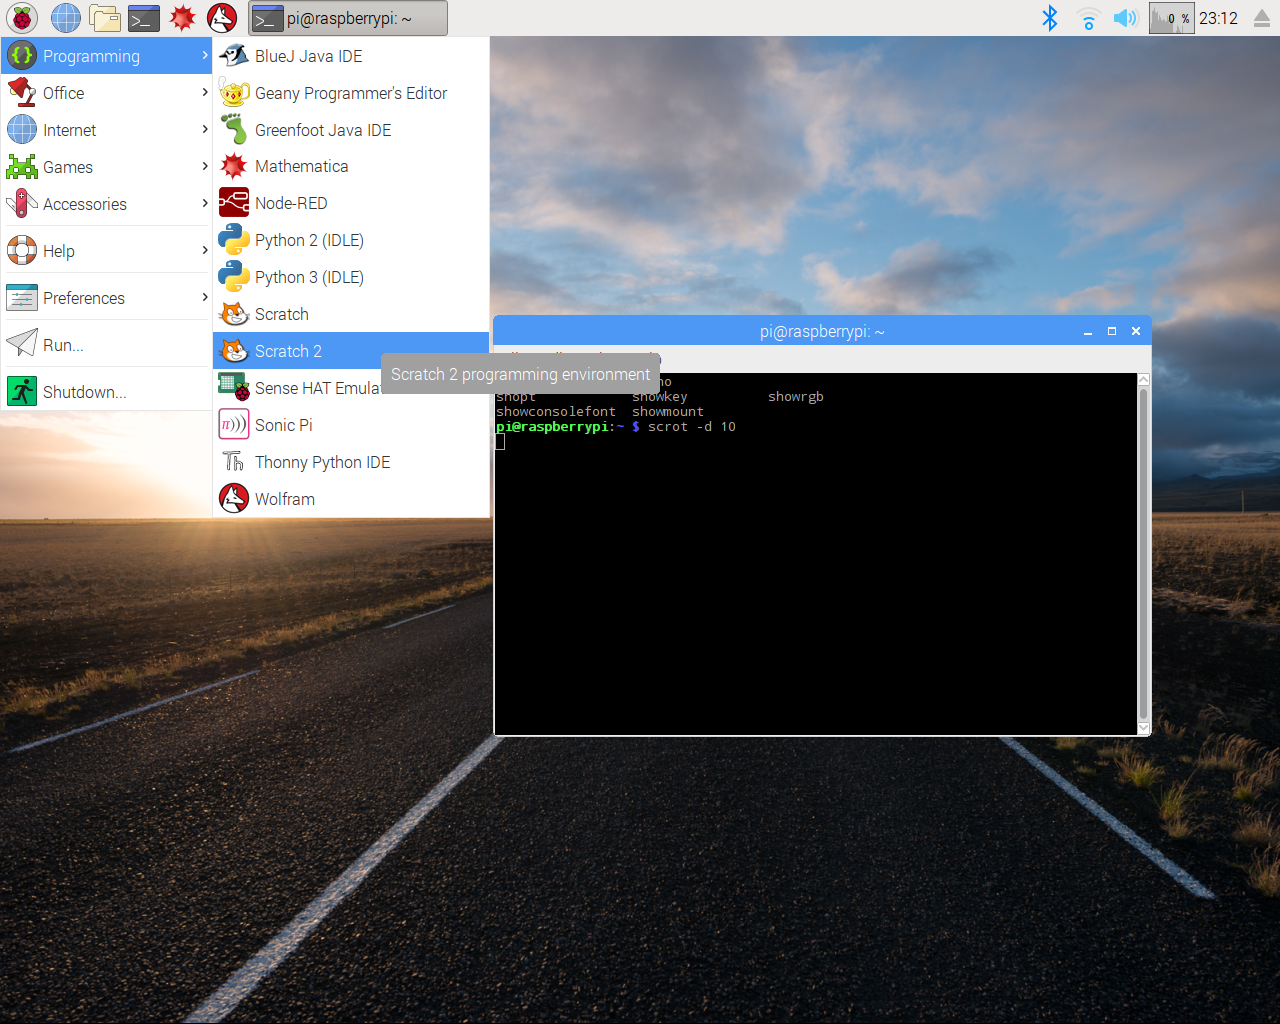 pi@raspberrypi: ~
0 %
23:12
Programming
Office
Internet
Games
Accessories
Help
Preferences
Run...
Shutdown...
BlueJ Java IDE
Geany Programmer's Editor
Greenfoot Java IDE
Mathematica
Node-RED
Python 2 (IDLE)
Python 3 (IDLE)
Scratch
Scratch 2
Sense HAT
Sonic Pi
Thonny Python IDE
Wolfram
Scratch 2 programming environment
pi@raspberrypi: ~
shopt showkey showrgb
showconsolefont showmount
pi@raspberrypi:~ $ scrot -d 10